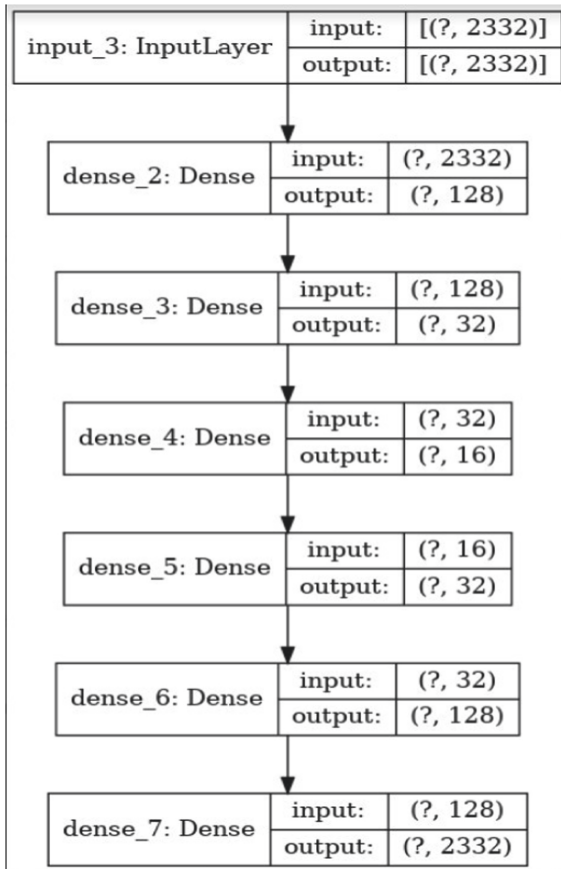 input_3: InputLayer
input: [(?, 2332)]
output: [(?, 2332)]
dense_2: Dense
input: (?, 2332)
output: (?, 128)
dense_3: Dense
input: (?, 128)
output: (?, 32)
dense_4: Dense
input: (?, 32)
output: (?, 16)
dense_5: Dense
input: (?, 16)
output: (?, 32)
dense_6: Dense
input: (?, 32)
output: (?, 128)
dense_7: Dense
input: (?, 128)
output: (?, 2332)